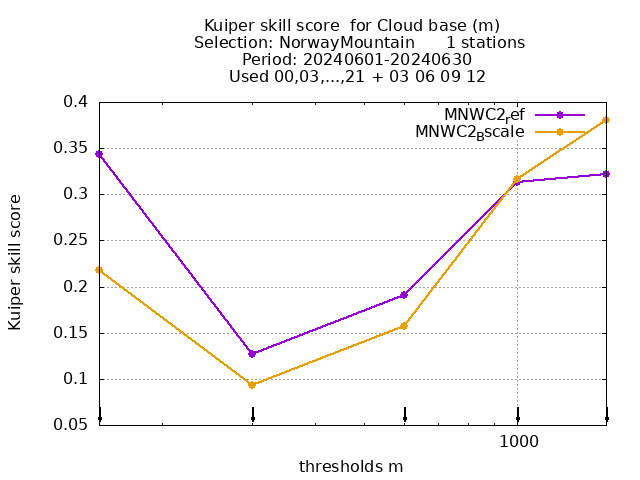 Kuiper skill score  for Cloud base (m)
Selection: NorwayMountain      1 stations
Period: 20240601-20240630
Used 00,03,...,21 + 03 06 09 12
MNWC2ref
MNWC2Bscale
0.4
0.35
0.3
0.25
0.2
0.15
0.1
0.05
Kuiper skill score
1000
thresholds m